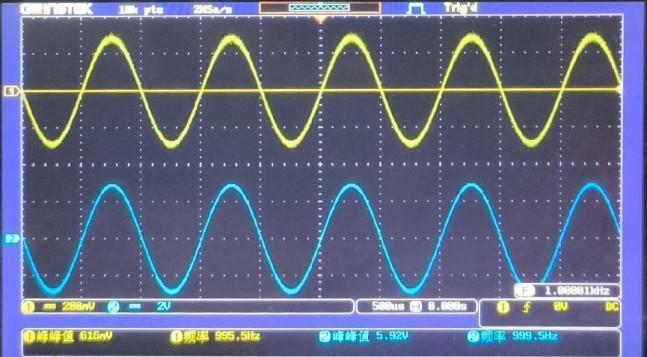 GWINSTEK 10k pts 2MSa/s Trig'd
1
2
F 1.00001kHz
1 200mV 2 2V 500us 0.000s 1 0V DC
1 峰峰值 616mV 1 频率 995.5Hz 2 峰峰值 5.92V 2 频率 999.5Hz